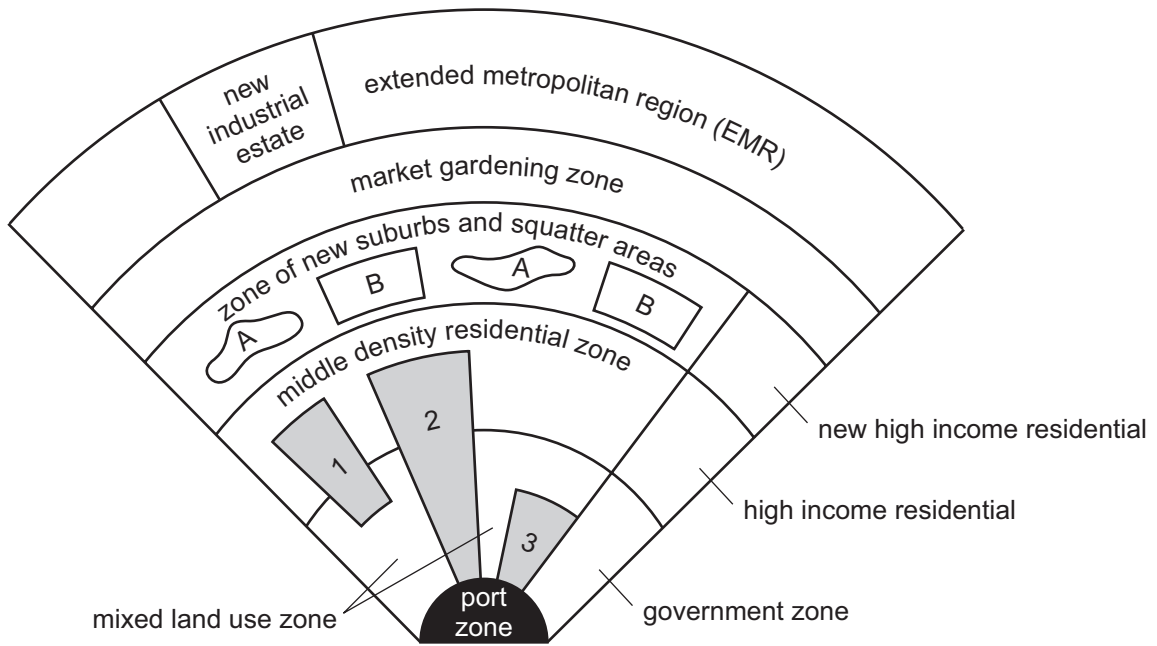 new
industrial
estate
extended metropolitan region (EMR)
market gardening zone
zone of new suburbs and squatter areas
A
B
A
B
middle density residential zone
1
2
3
new high income residential
high income residential
government zone
mixed land use zone
port
zone